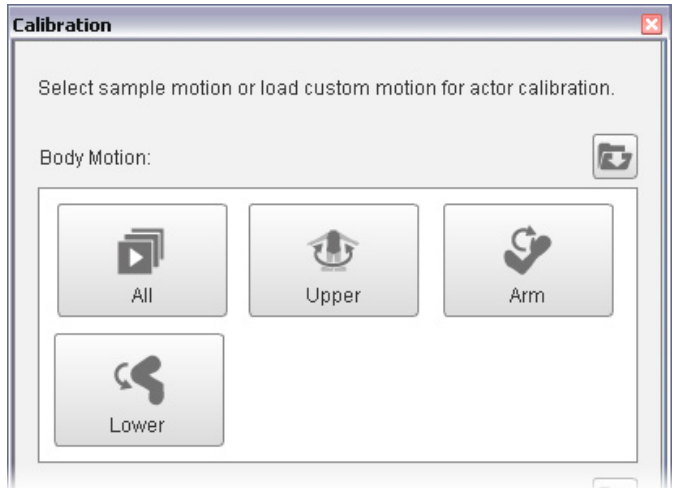 Calibration
Select sample motion or load custom motion for actor calibration.
Body Motion:
All
Upper
Arm
Lower